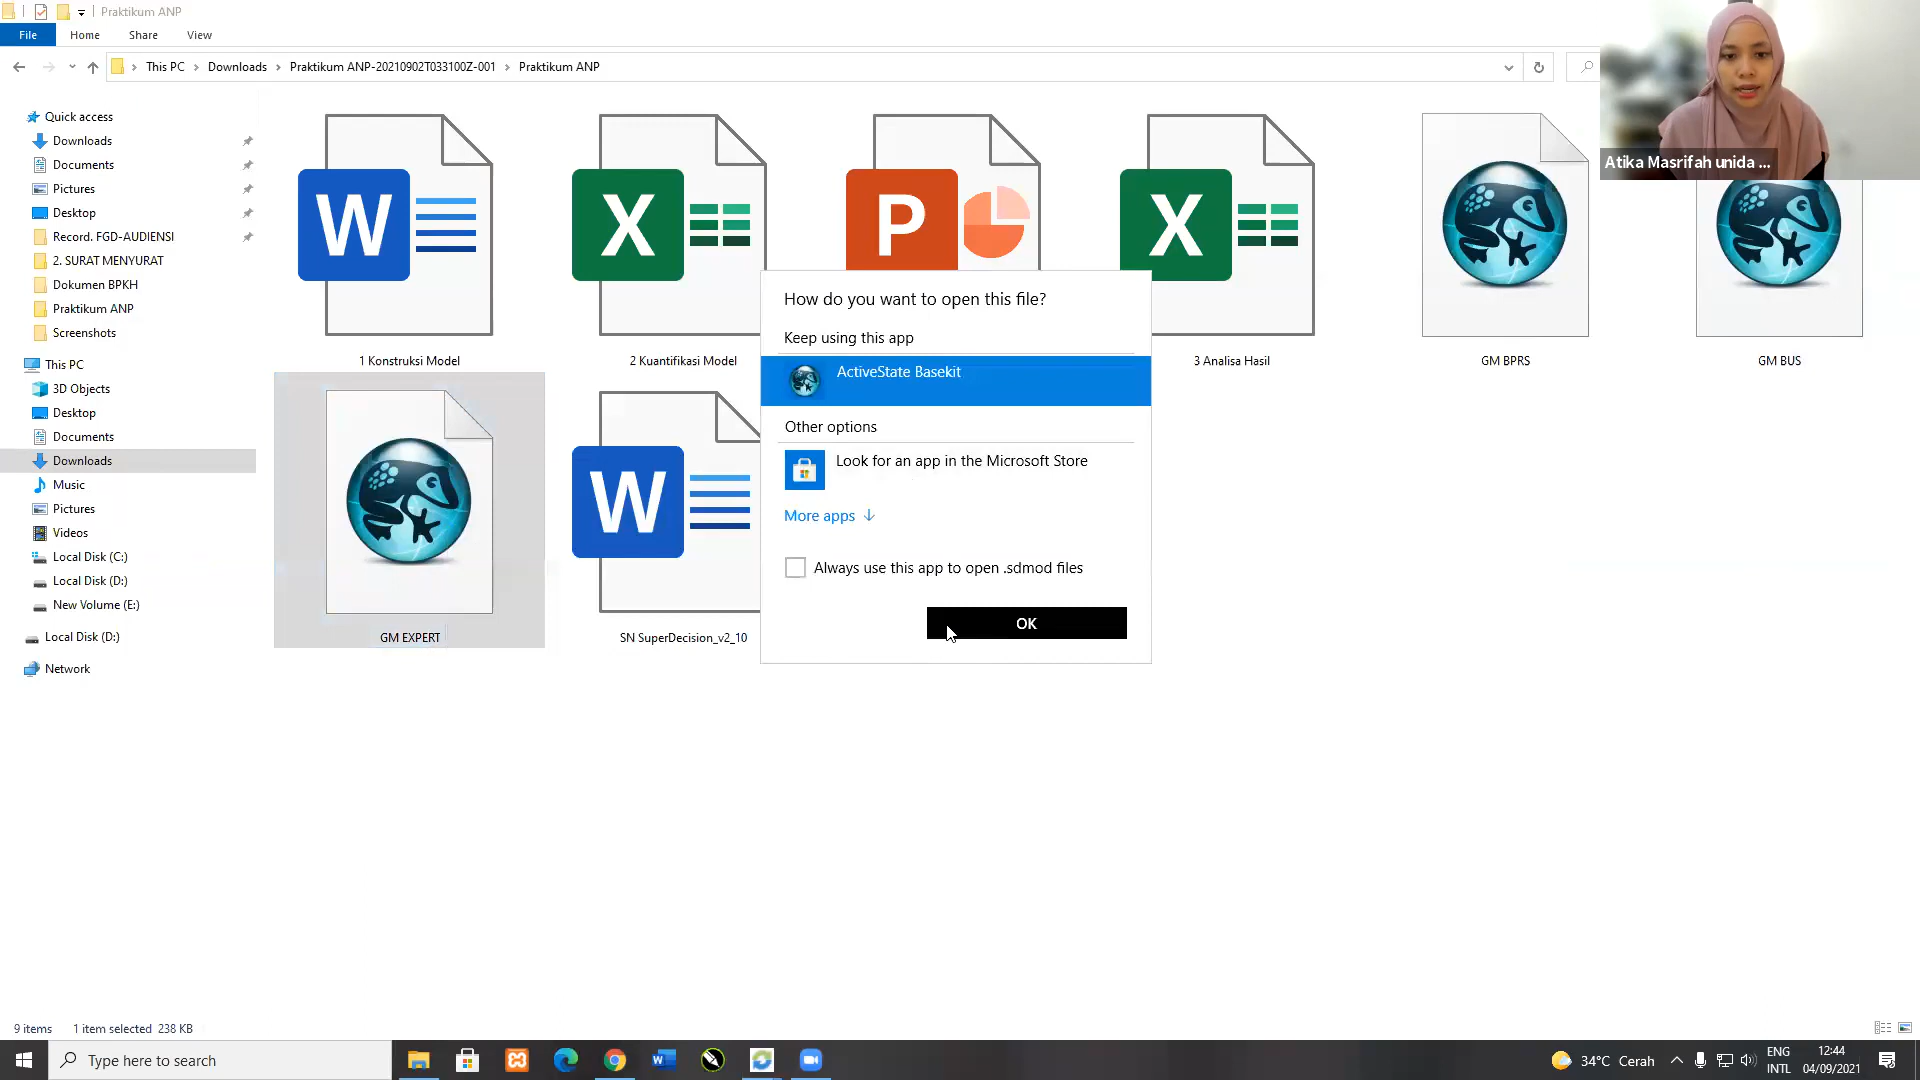 Praktikum ANP
File Home Share View
This PC Downloads Praktikum ANP-20210902T033100Z-001 Praktikum ANP
Atika Masrifah unida ...
Quick access
Downloads
Documents
Pictures
Desktop
Record. FGD-AUDIENSI
2. SURAT MENYURAT
Dokumen BPKH
Praktikum ANP
Screenshots
This PC
3D Objects
Desktop
Documents
Downloads
Music
Pictures
Videos
Local Disk (C:)
Local Disk (D:)
New Volume (E:)
Local Disk (D:)
Network
W
X
P
X
1 Konstruksi Model
2 Kuantifikasi Model
3 Analisa Hasil
GM BPRS
GM BUS
W
GM EXPERT
SN SuperDecision_v2_10
How do you want to open this file?
Keep using this app
ActiveState Basekit
Other options
Look for an app in the Microsoft Store
More apps
Always use this app to open .sdmod files
OK
9 items 1 item selected 238 KB
Type here to search
34°C Cerah
ENG
INTL
12:44
04/09/2021